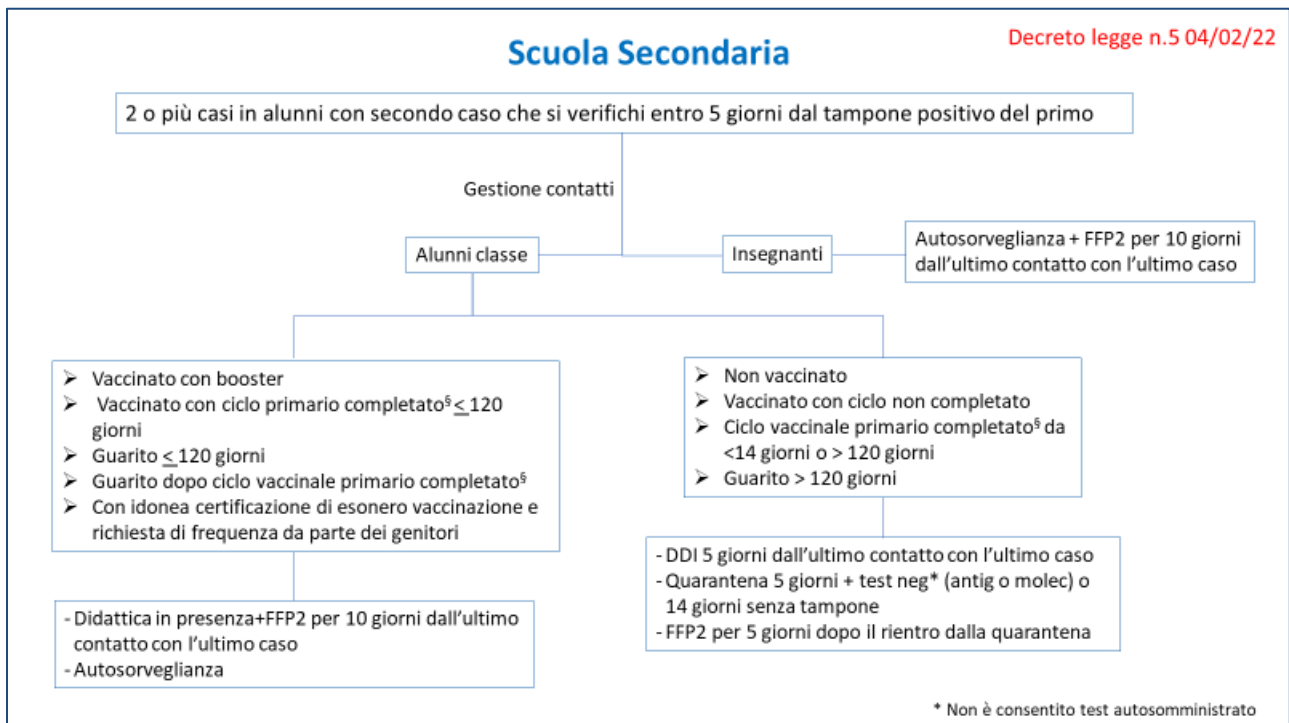 Decreto legge n.5 04/02/22
Scuola Secondaria
2 o più casi in alunni con secondo caso che si verifichi entro 5 giorni dal tampone positivo del primo
Gestione contatti
Alunni classe
Insegnanti
Autosorveglianza + FFP2 per 10 giorni
dall'ultimo contatto con l'ultimo caso
➢ Vaccinato con booster
➢ Vaccinato con ciclo primario completato§ ≤ 120
giorni
➢ Guarito ≤ 120 giorni
➢ Guarito dopo ciclo vaccinale primario completato§
➢ Con idonea certificazione di esonero vaccinazione e
richiesta di frequenza da parte dei genitori
➢ Non vaccinato
➢ Vaccinato con ciclo non completato
➢ Ciclo vaccinale primario completato§ da
<14 giorni o > 120 giorni
➢ Guarito > 120 giorni
- Didattica in presenza+FFP2 per 10 giorni dall'ultimo
contatto con l'ultimo caso
- Autosorveglianza
- DDI 5 giorni dall'ultimo contatto con l'ultimo caso
- Quarantena 5 giorni + test neg* (antig o molec) o
14 giorni senza tampone
- FFP2 per 5 giorni dopo il rientro dalla quarantena
* Non è consentito test autosomministrato